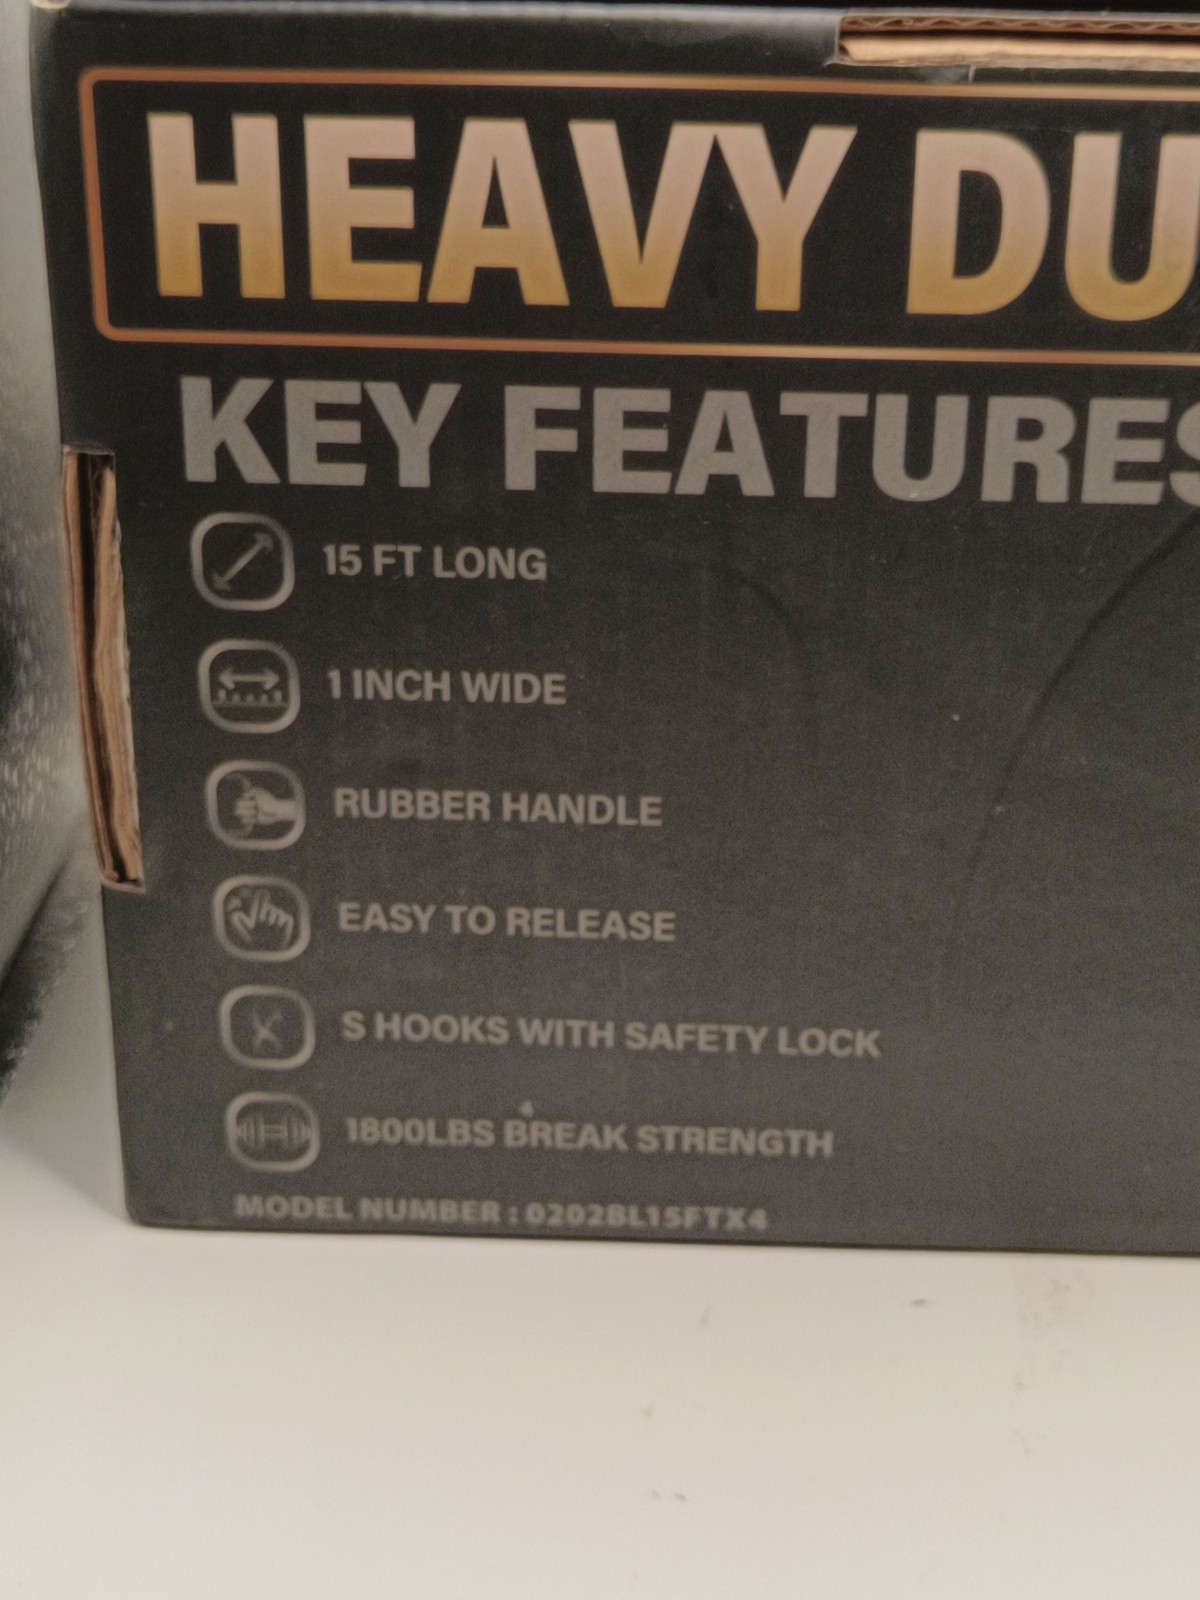 HEAVY DU
KEY FEATURES
15 FT LONG
1 INCH WIDE
RUBBER HANDLE
EASY TO RELEASE
S HOOKS WITH SAFETY LOCK
1800LBS BREAK STRENGTH
MODEL NUMBER : 0202BL15FTX4